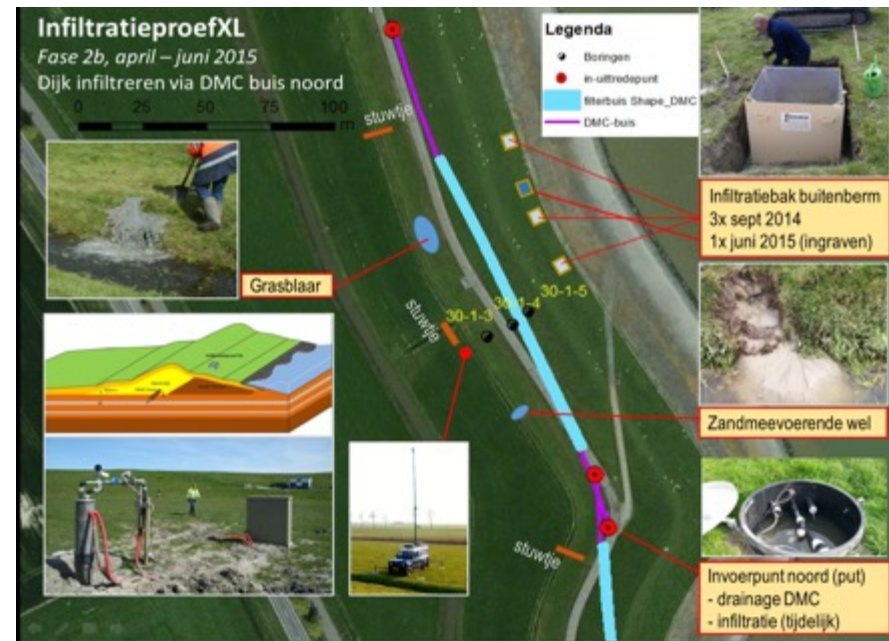 InfiltratieproefXL
Fase 2b, april – juni 2015
Dijk infiltreren via DMC buis noord
0 25 50 75 100
m
Legenda
Boringen
in-uittredepunt
filterbuis Shape_DMC
DMC-buis
stuwtje
Infiltratiebak buitenberm
3x sept 2014
1x juni 2015 (ingraven)
Grasblaar
30-1-5
30-1-4
30-1-3
stuwtje
Zandmeevoerende wel
stuwtje
Invoerpunt noord (put)
- drainage DMC
- infiltratie (tijdelijk)